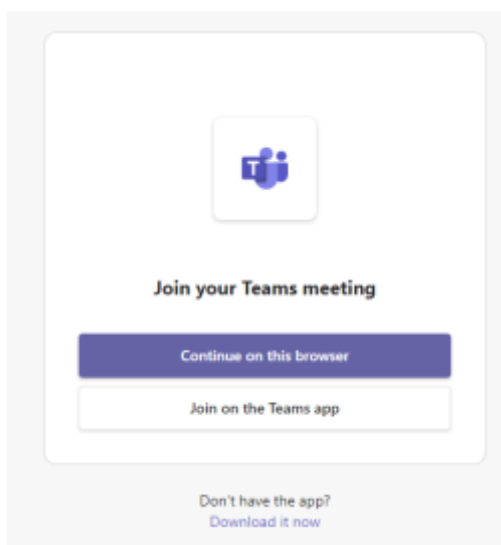 T
Join your Teams meeting
Continue on this browser
Join on the Teams app
Don't have the app?
Download it now